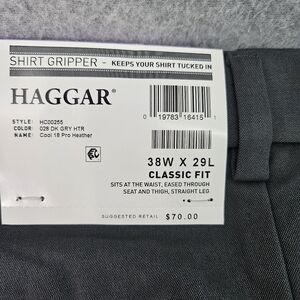 SHIRT GRIPPER - KEEPS YOUR SHIRT TUCKED IN
HAGGAR®
STYLE: HC00255
COLOR: 025 DK GRY HTR
NAME: Cool 18 Pro Heather
0 19783 16415 1
38W X 29L
CLASSIC FIT
SITS AT THE WAIST, EASED THROUGH
SEAT AND THIGH, STRAIGHT LEG
SUGGESTED RETAIL $70.00